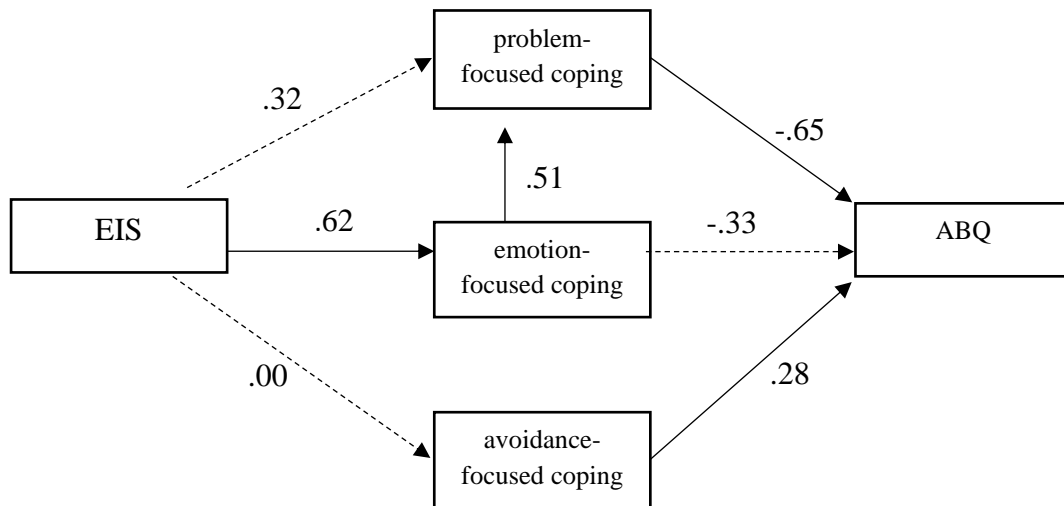 problem-
focused coping
.32
-.65
.51
EIS
.62
emotion-
focused coping
-.33
ABQ
.00
.28
avoidance-
focused coping